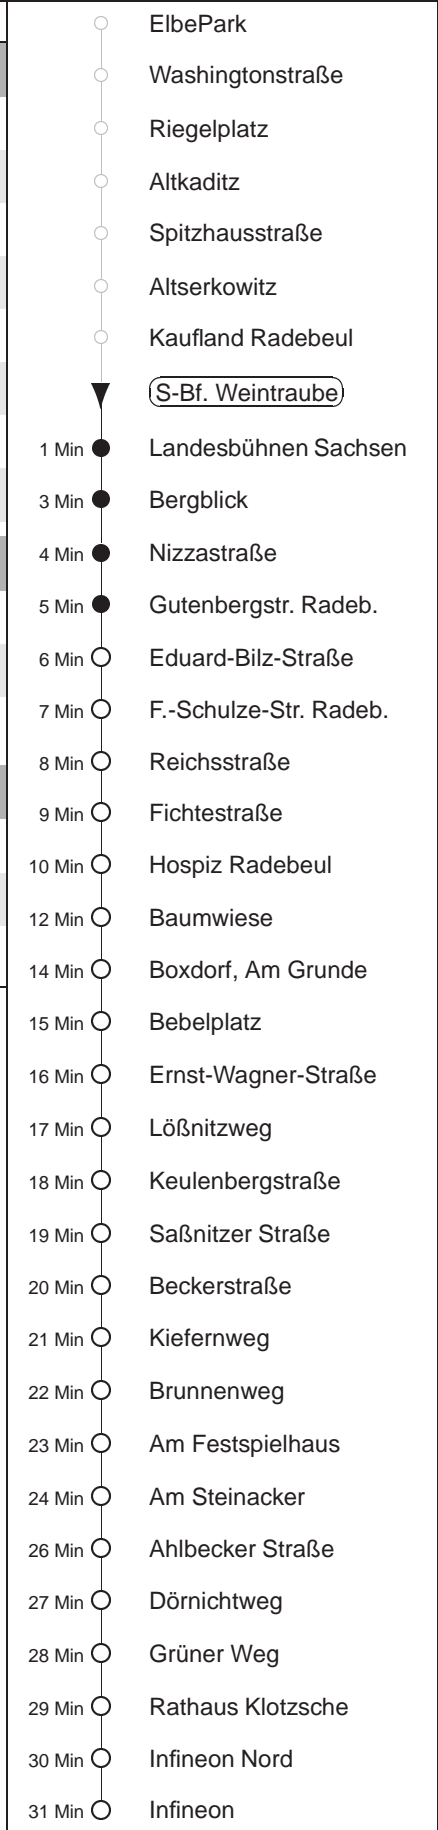 ElbePark
Washingtonstraße
Riegelplatz
Altkaditz
Spitzhausstraße
Altserkowitz
Kaufland Radebeul
S-Bf. Weintraube
1 Min Landesbühnen Sachsen
3 Min Bergblick
4 Min Nizzastraße
5 Min Gutenbergstr. Radeb.
6 Min Eduard-Bilz-Straße
7 Min F.-Schulze-Str. Radeb.
8 Min Reichsstraße
9 Min Fichtestraße
10 Min Hospiz Radebeul
12 Min Baumwiese
14 Min Boxdorf, Am Grunde
15 Min Bebelplatz
16 Min Ernst-Wagner-Straße
17 Min Lößnitzweg
18 Min Keulenbergstraße
19 Min Saßnitzer Straße
20 Min Beckerstraße
21 Min Kiefernweg
22 Min Brunnenweg
23 Min Am Festspielhaus
24 Min Am Steinacker
26 Min Ahlbecker Straße
27 Min Dörnichtweg
28 Min Grüner Weg
29 Min Rathaus Klotzsche
30 Min Infineon Nord
31 Min Infineon